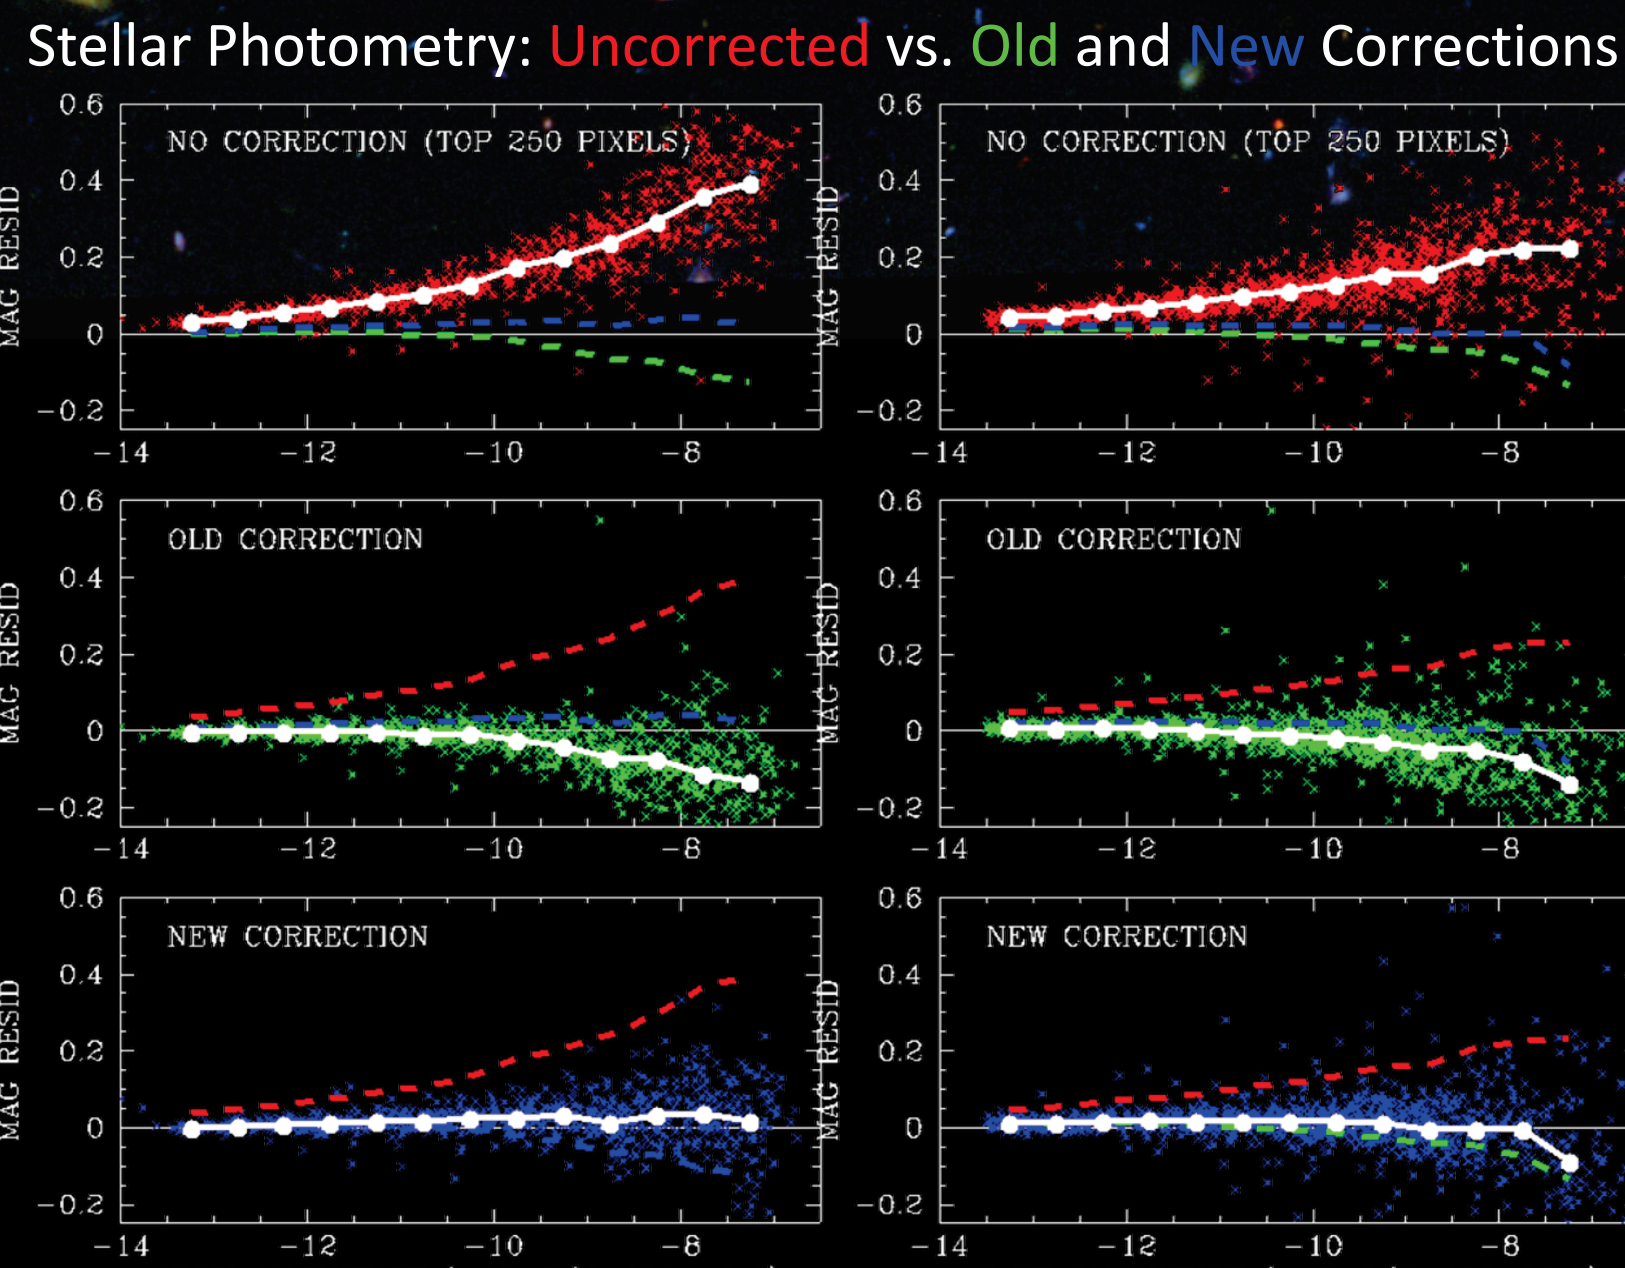 Stellar Photometry: Uncorrected vs. Old and New Corrections
0.6
NO CORRECTION (TOP 250 PIXELS)
0.4
MAG RESID
0.2
0
−0.2
−14 −12 −10 −8
0.6
NO CORRECTION (TOP 250 PIXELS)
0.4
MAG RESID
0.2
0
−0.2
−14 −12 −10 −8
0.6
OLD CORRECTION
0.4
MAG RESID
0.2
0
−0.2
−14 −12 −10 −8
0.6
OLD CORRECTION
0.4
MAG RESID
0.2
0
−0.2
−14 −12 −10 −8
0.6
NEW CORRECTION
0.4
MAG RESID
0.2
0
−0.2
−14 −12 −10 −8
0.6
NEW CORRECTION
0.4
MAG RESID
0.2
0
−0.2
−14 −12 −10 −8